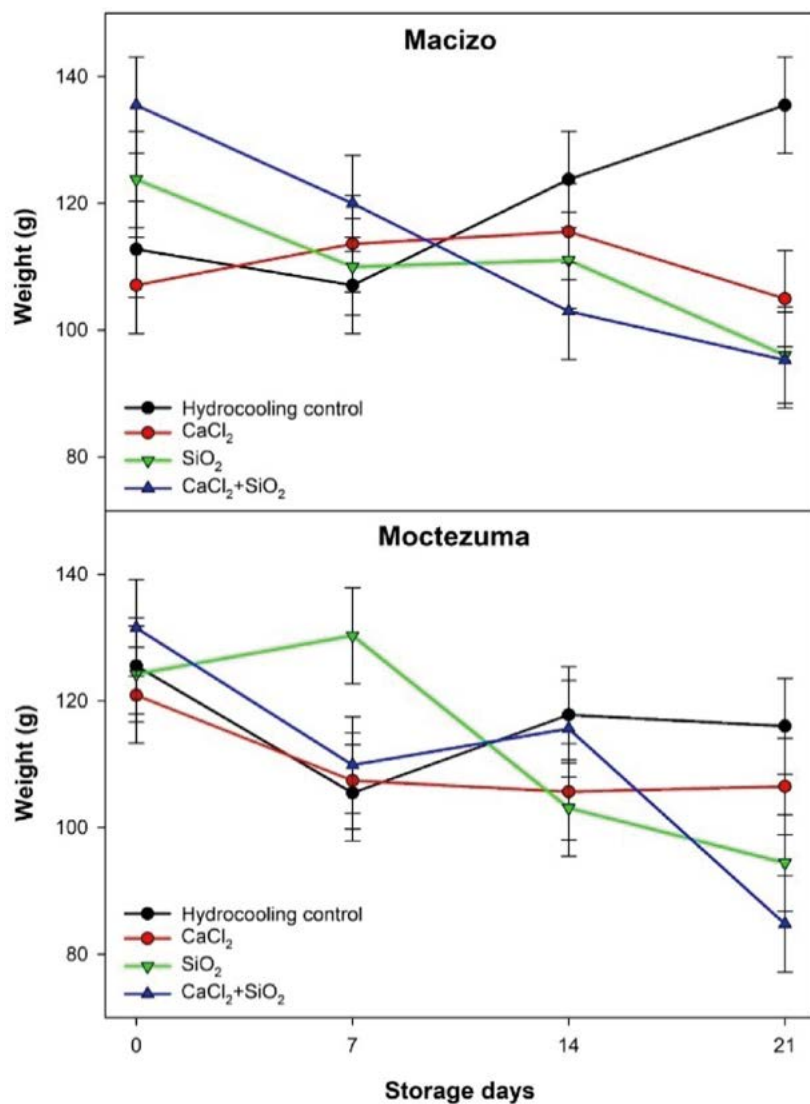 Macizo
140
120
100
80
Weight (g)
Hydrocooling control
CaCl₂
SiO₂
CaCl₂+SiO₂
Moctezuma
140
120
100
80
Weight (g)
Hydrocooling control
CaCl₂
SiO₂
CaCl₂+SiO₂
0 7 14 21
Storage days